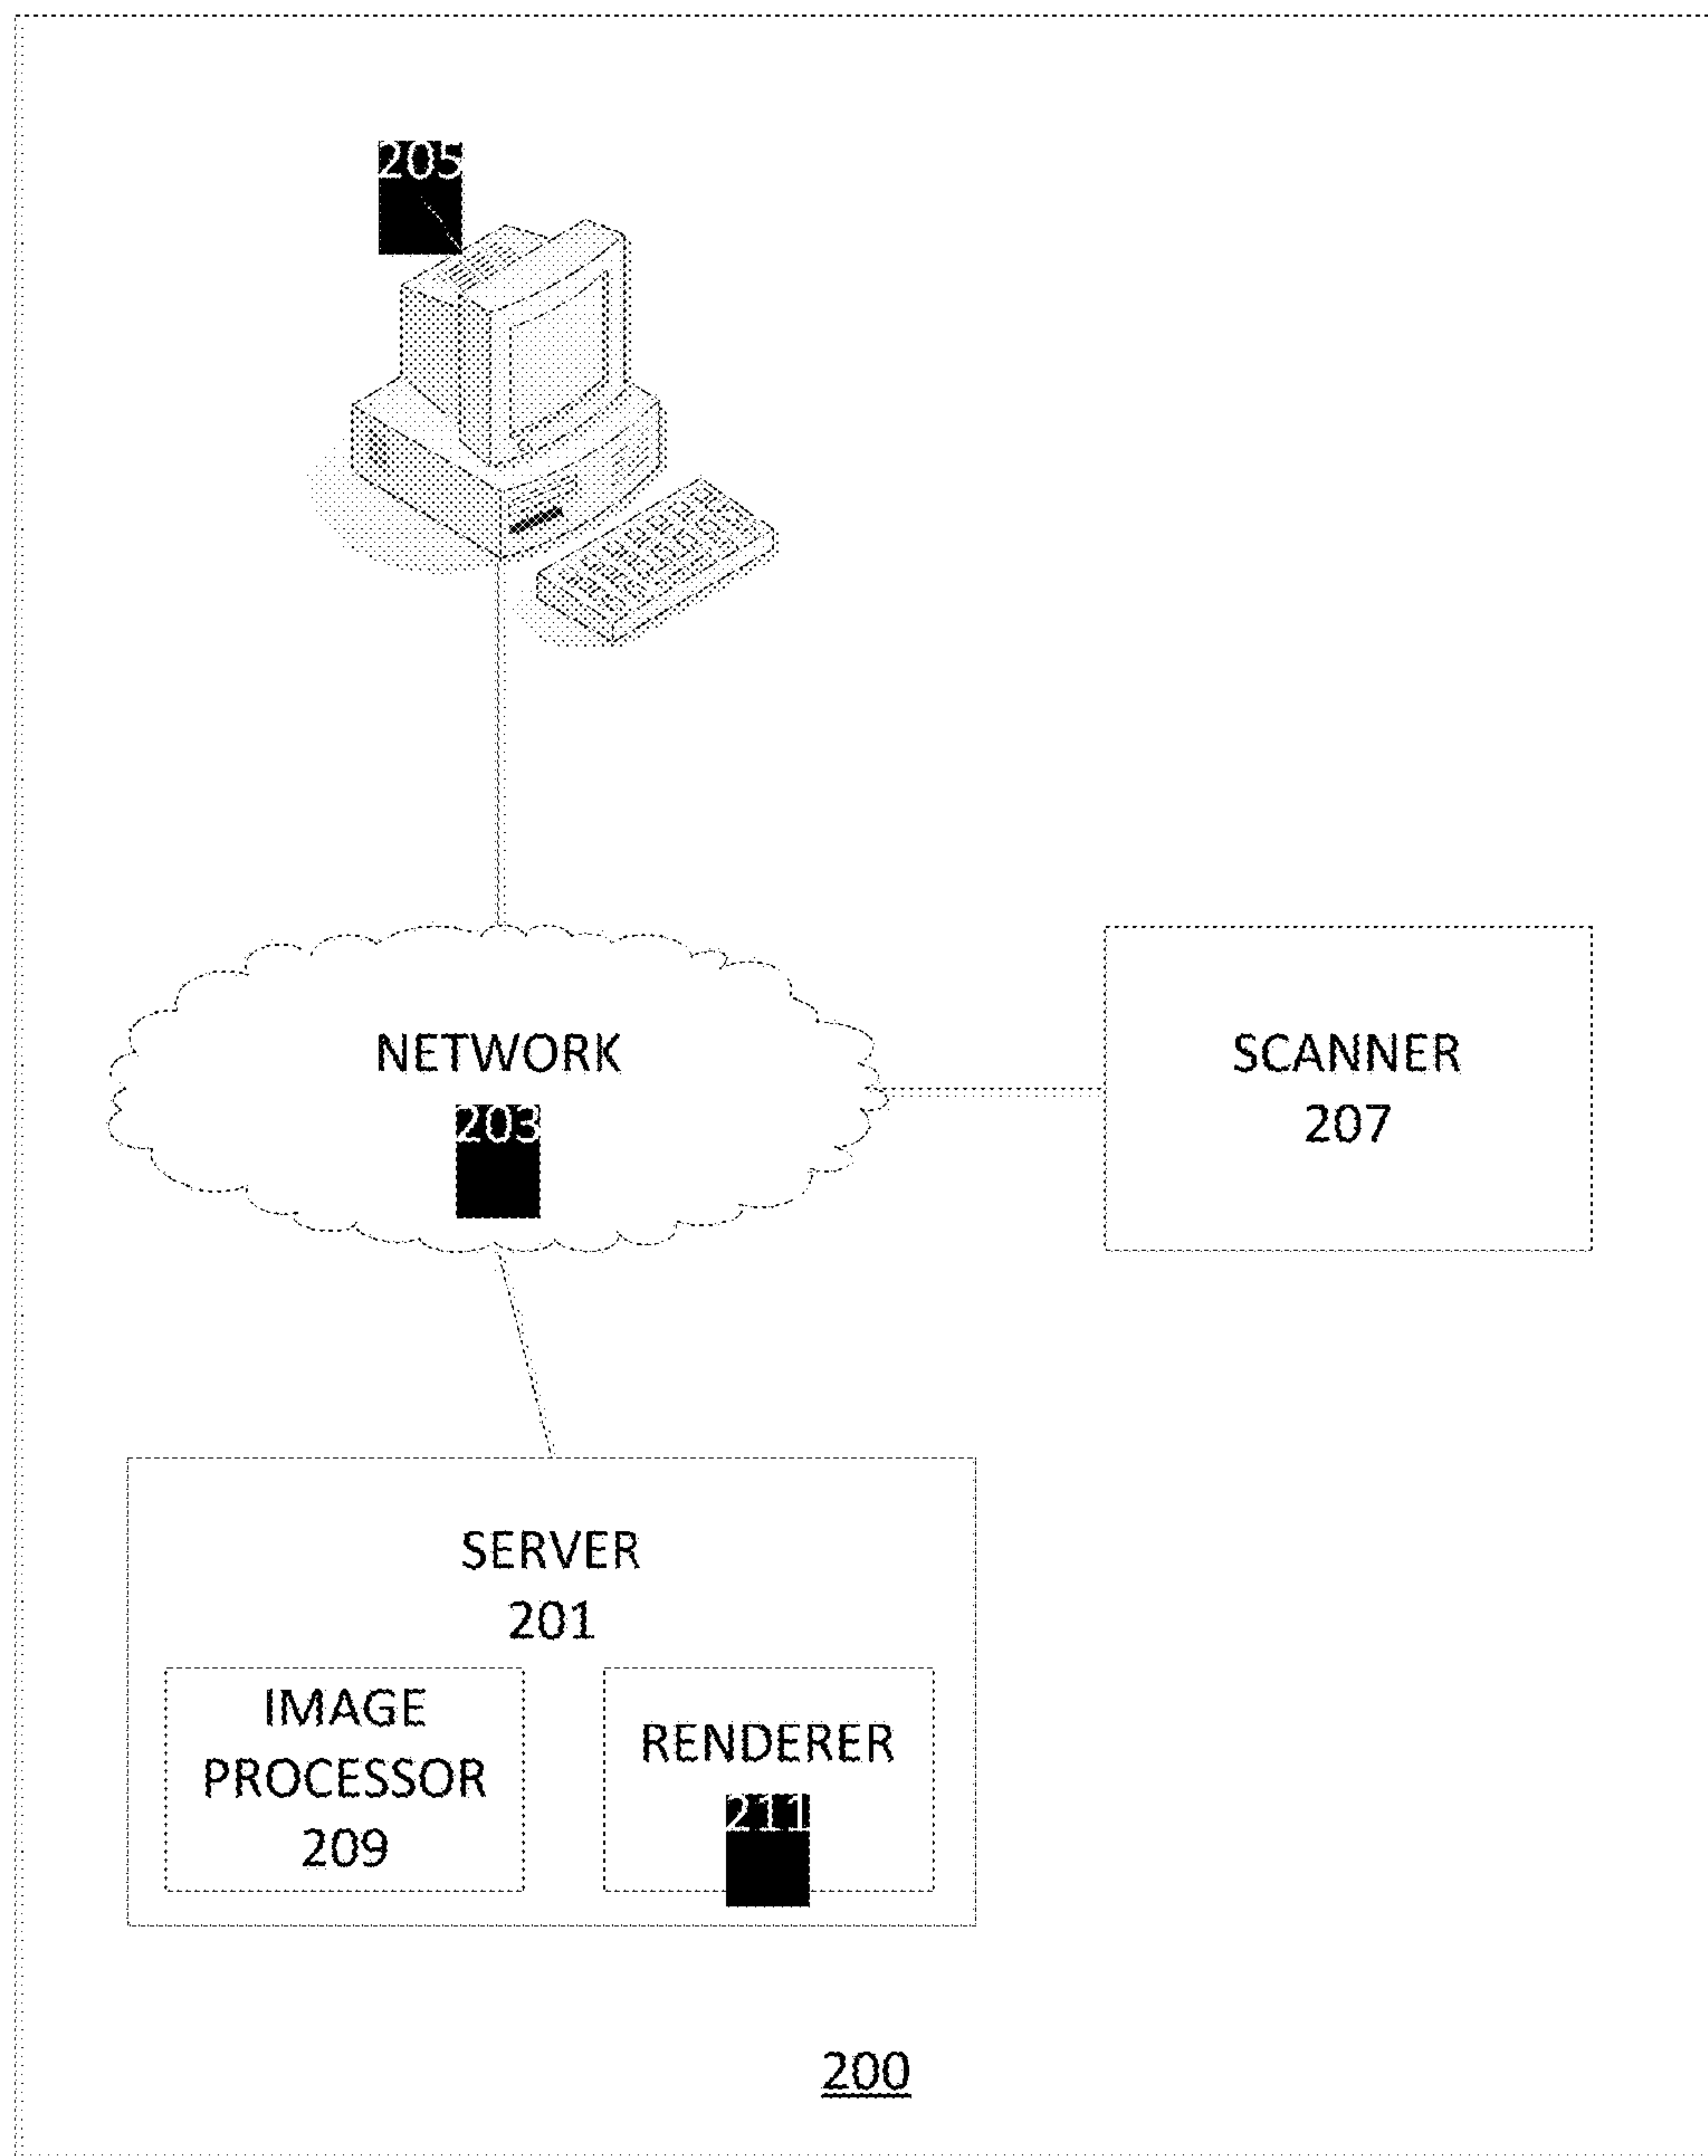 205
NETWORK
203
SCANNER
207
SERVER
201
IMAGE
PROCESSOR
209
RENDERER
211
200